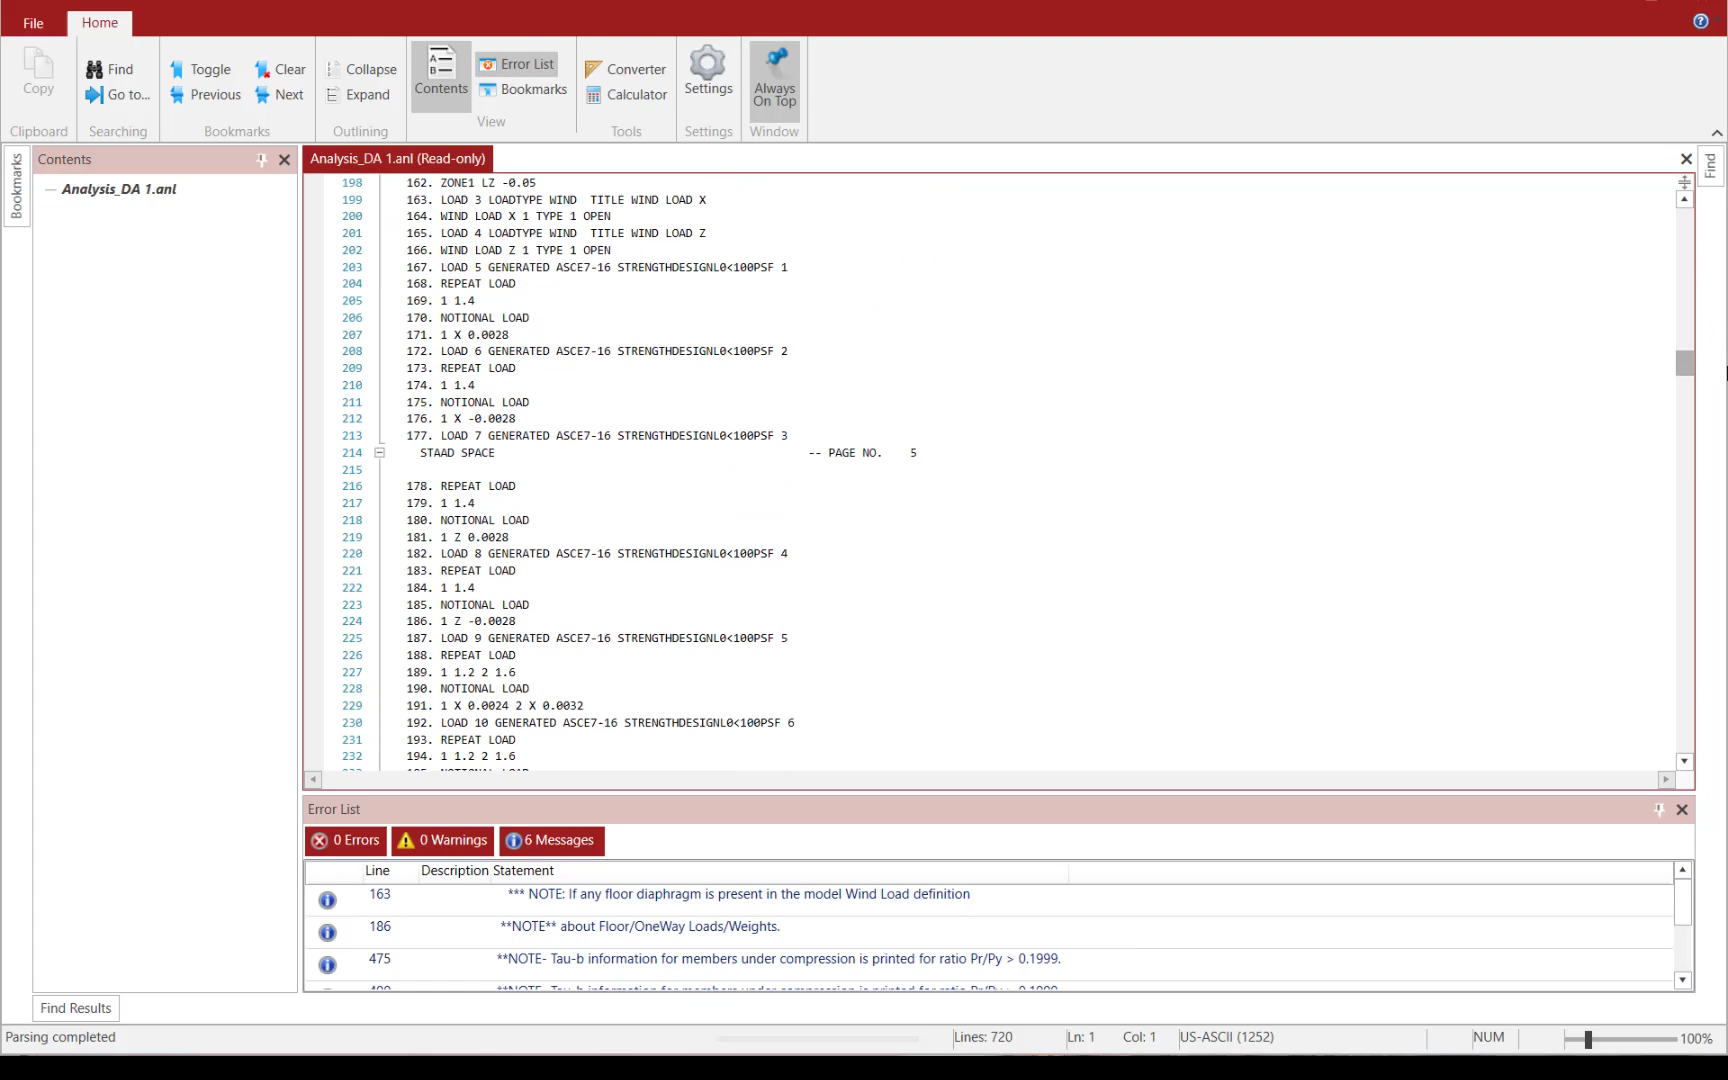 File Home
Copy
Clipboard
Find
Go to...
Searching
Toggle Clear
Previous Next
Bookmarks
Collapse
Expand
Outlining
Contents
Error List
Bookmarks
View
Converter
Calculator
Tools
Settings
Settings
Always
On Top
Window
Bookmarks
Contents
Analysis_DA 1.anl
Analysis_DA 1.anl (Read-only)
Find
198 162. ZONE1 LZ -0.05
199 163. LOAD 3 LOADTYPE WIND  TITLE WIND LOAD X
200 164. WIND LOAD X 1 TYPE 1 OPEN
201 165. LOAD 4 LOADTYPE WIND  TITLE WIND LOAD Z
202 166. WIND LOAD Z 1 TYPE 1 OPEN
203 167. LOAD 5 GENERATED ASCE7-16 STRENGTHDESIGNL0<100PSF 1
204 168. REPEAT LOAD
205 169. 1 1.4
206 170. NOTIONAL LOAD
207 171. 1 X 0.0028
208 172. LOAD 6 GENERATED ASCE7-16 STRENGTHDESIGNL0<100PSF 2
209 173. REPEAT LOAD
210 174. 1 1.4
211 175. NOTIONAL LOAD
212 176. 1 X -0.0028
213 177. LOAD 7 GENERATED ASCE7-16 STRENGTHDESIGNL0<100PSF 3
214 STAAD SPACE -- PAGE NO. 5
215
216 178. REPEAT LOAD
217 179. 1 1.4
218 180. NOTIONAL LOAD
219 181. 1 Z 0.0028
220 182. LOAD 8 GENERATED ASCE7-16 STRENGTHDESIGNL0<100PSF 4
221 183. REPEAT LOAD
222 184. 1 1.4
223 185. NOTIONAL LOAD
224 186. 1 Z -0.0028
225 187. LOAD 9 GENERATED ASCE7-16 STRENGTHDESIGNL0<100PSF 5
226 188. REPEAT LOAD
227 189. 1 1.2 2 1.6
228 190. NOTIONAL LOAD
229 191. 1 X 0.0024 2 X 0.0032
230 192. LOAD 10 GENERATED ASCE7-16 STRENGTHDESIGNL0<100PSF 6
231 193. REPEAT LOAD
232 194. 1 1.2 2 1.6
Error List
0 Errors 0 Warnings 6 Messages
Line Description Statement
163 *** NOTE: If any floor diaphragm is present in the model Wind Load definition
186 **NOTE** about Floor/OneWay Loads/Weights.
475 **NOTE- Tau-b information for members under compression is printed for ratio Pr/Py > 0.1999.
Find Results
Parsing completed Lines: 720 Ln: 1 Col: 1 US-ASCII (1252) NUM 100%